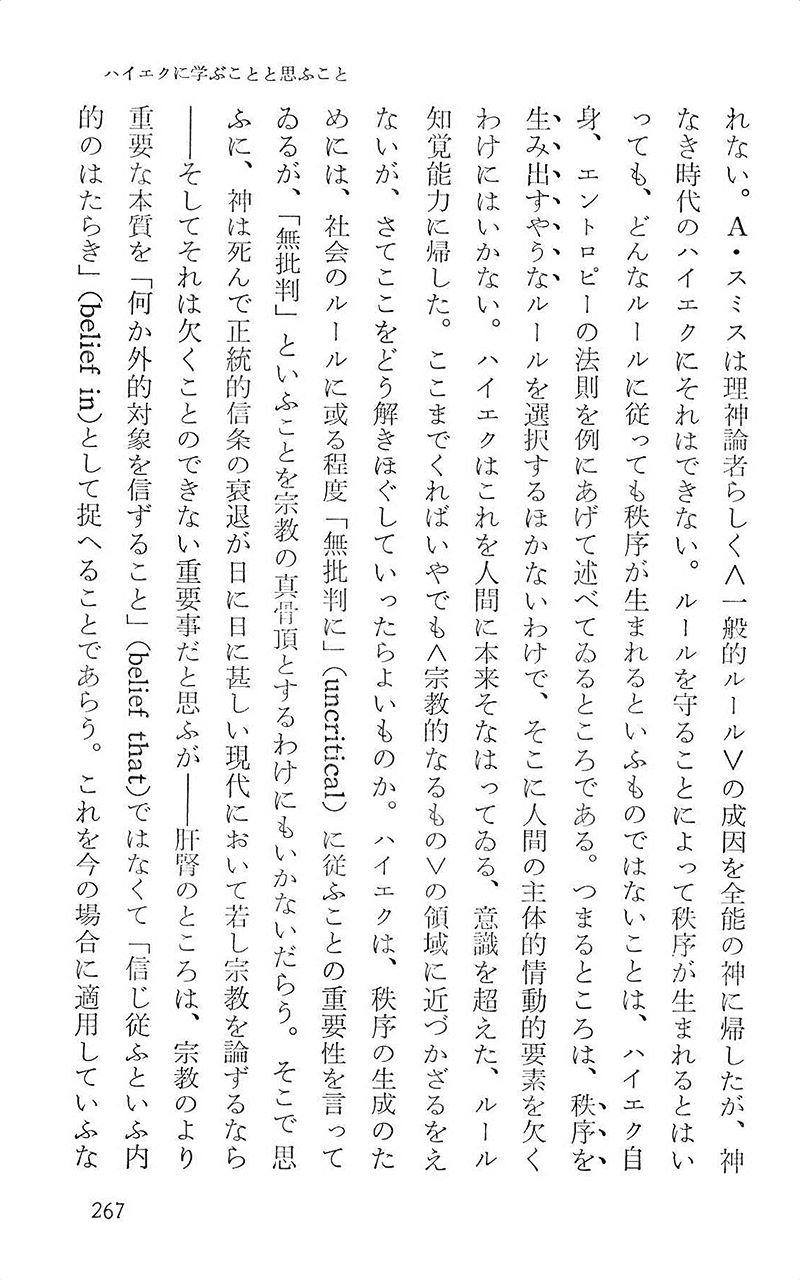 ハイエクに学ぶことと思ふこと
れない。A・スミスは理神論者らしく＜一般的ルール＞の成因を全能の神に帰したが、神
なき時代のハイエクにそれはできない。ルールを守ることによって秩序が生まれるとはい
っても、どんなルールに従っても秩序が生まれるといふものではないことは、ハイエク自
身、エントロピーの法則を例にあげて述べてゐるところである。つまるところは、秩序を
生み出すやうなルールを選択するほかないわけで、そこに人間の主体的情動的要素を欠く
わけにはいかない。ハイエクはこれを人間に本来そなはってゐる、意識を超えた、ルール
知覚能力に帰した。ここまでくればいやでも＜宗教的なるもの＞の領域に近づかざるをえ
ないが、さてここをどう解きほぐしていったらよいものか。ハイエクは、秩序の生成のた
めには、社会のルールに或る程度「無批判に」（uncritical）に従ふことの重要性を言って
ゐるが、「無批判」といふことを宗教の真骨頂とするわけにもいかないだらう。そこで思
ふに、神は死んで正統的信条の衰退が日に日に甚しい現代において若し宗教を論ずるなら
――そしてそれは欠くことのできない重要事だと思ふが――肝腎のところは、宗教のより
重要な本質を「何か外的対象を信ずること」（belief that）ではなくて「信じ従ふといふ内
的のはたらき」（belief in）として捉へることであらう。これを今の場合に適用していふな
267